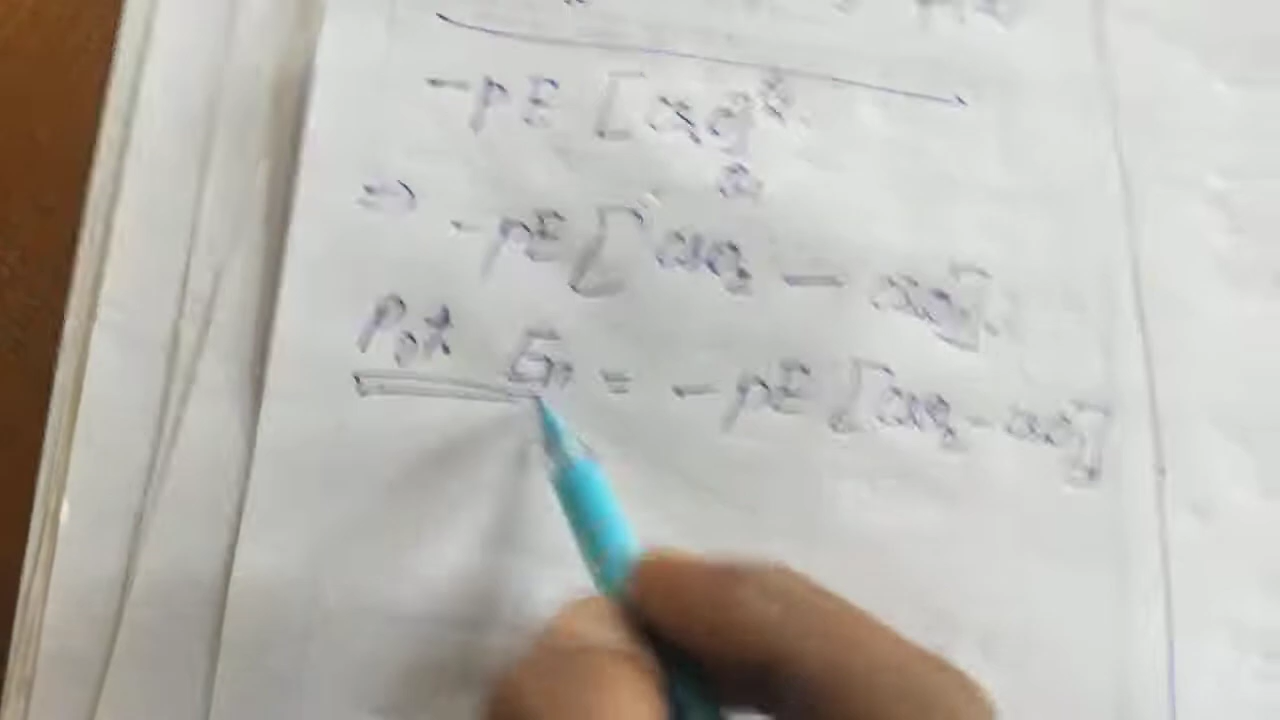 -pE [cosθ]
⇒ -pE [cosθ₂ — cosθ₁]
Pot En = -pE [cosθ₂ - cosθ₁]